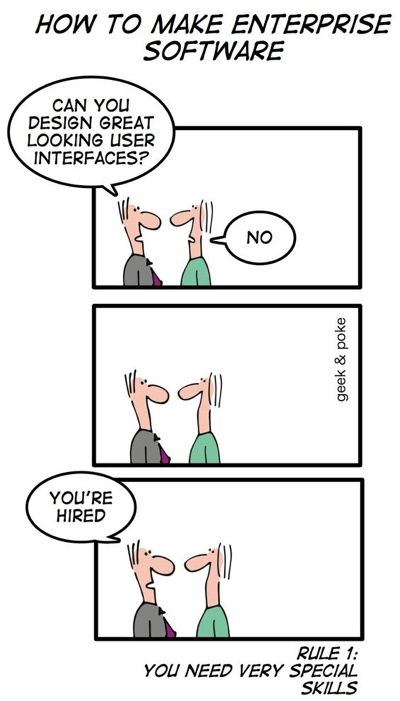 HOW TO MAKE ENTERPRISE
SOFTWARE
CAN YOU
DESIGN GREAT
LOOKING USER
INTERFACES?
NO
geek & poke
YOU'RE
HIRED
RULE 1:
YOU NEED VERY SPECIAL
SKILLS